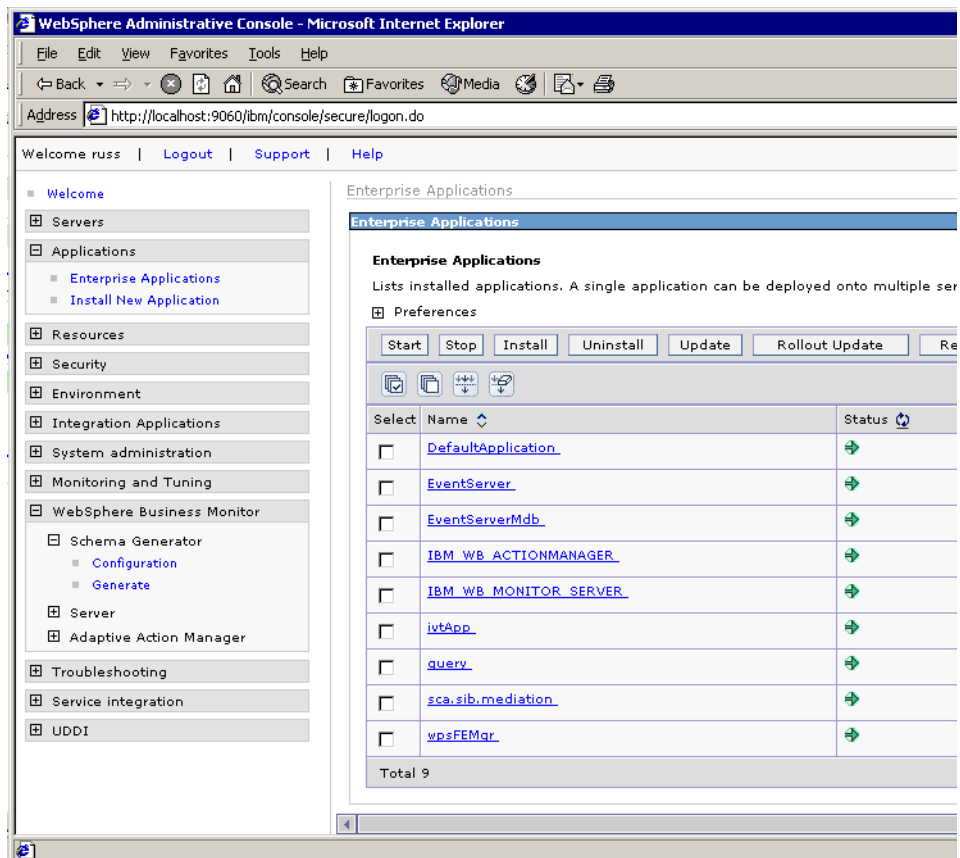 WebSphere Administrative Console - Microsoft Internet Explorer
File Edit View Favorites Tools Help
Back Search Favorites Media
Address http://localhost:9060/ibm/console/secure/logon.do
Welcome russ | Logout | Support | Help
Welcome
Servers
Applications
Enterprise Applications
Install New Application
Resources
Security
Environment
Integration Applications
System administration
Monitoring and Tuning
WebSphere Business Monitor
Schema Generator
Configuration
Generate
Server
Adaptive Action Manager
Troubleshooting
Service integration
UDDI
Enterprise Applications
Enterprise Applications
Enterprise Applications
Lists installed applications. A single application can be deployed onto multiple ser
Preferences
Start Stop Install Uninstall Update Rollout Update Re
Select Name Status
DefaultApplication
EventServer
EventServerMdb
IBM_WB_ACTIONMANAGER
IBM_WB_MONITOR_SERVER
ivtApp
query
sca.sib.mediation
wpsFEMgr
Total 9